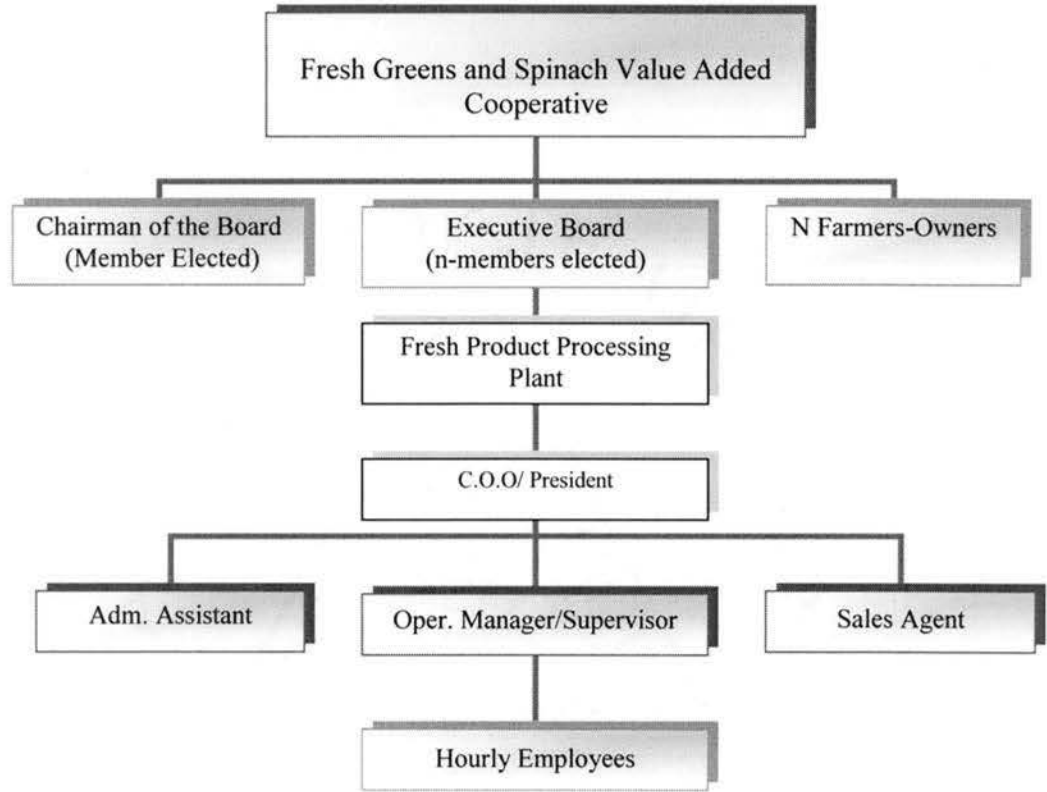 Fresh Greens and Spinach Value Added
Cooperative
Chairman of the Board
(Member Elected)
Executive Board
(n-members elected)
N Farmers-Owners
Fresh Product Processing
Plant
C.O.O/ President
Adm. Assistant
Oper. Manager/Supervisor
Sales Agent
Hourly Employees